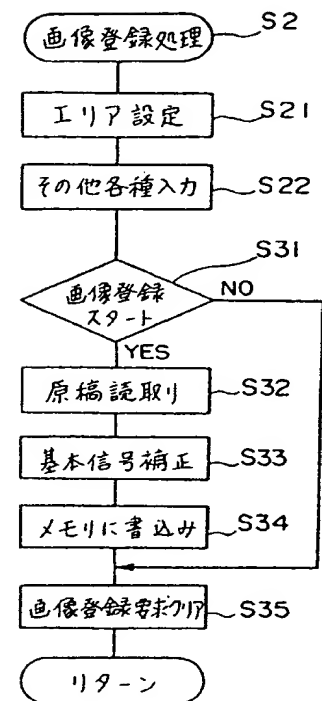 画像登録処理 S2
エリア設定 S21
その他各種入力 S22
S31
画像登録
スタート
NO
YES
原稿読取り S32
基本信号補正 S33
メモリに書込み S34
画像登録要求クリア S35
リターン